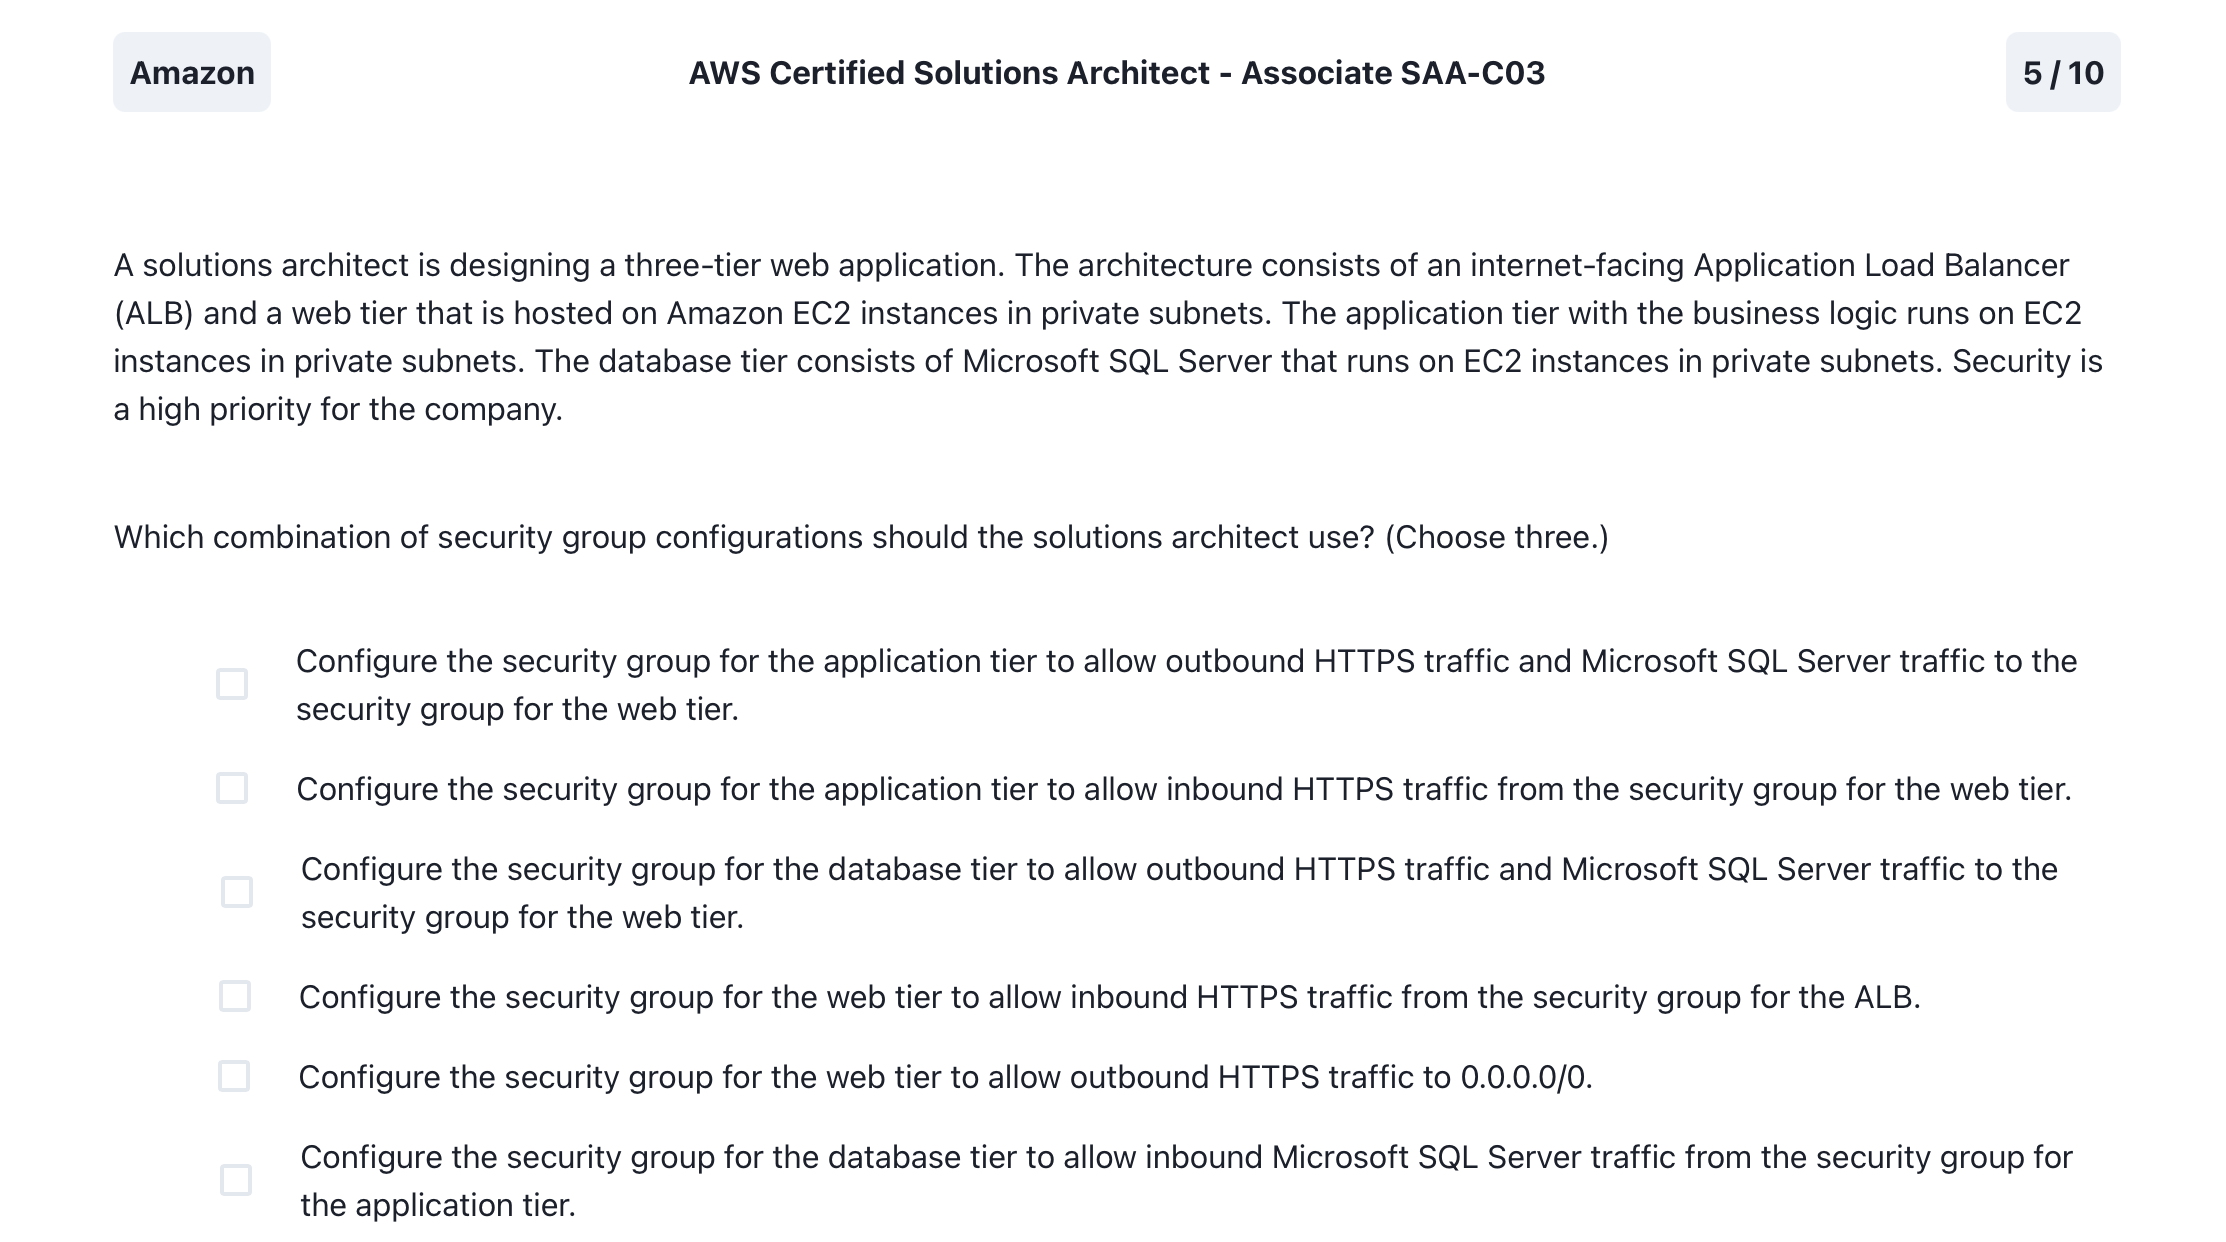 Amazon
AWS Certified Solutions Architect - Associate SAA-C03
5 / 10
A solutions architect is designing a three-tier web application. The architecture consists of an internet-facing Application Load Balancer
(ALB) and a web tier that is hosted on Amazon EC2 instances in private subnets. The application tier with the business logic runs on EC2
instances in private subnets. The database tier consists of Microsoft SQL Server that runs on EC2 instances in private subnets. Security is
a high priority for the company.
Which combination of security group configurations should the solutions architect use? (Choose three.)
Configure the security group for the application tier to allow outbound HTTPS traffic and Microsoft SQL Server traffic to the
security group for the web tier.
Configure the security group for the application tier to allow inbound HTTPS traffic from the security group for the web tier.
Configure the security group for the database tier to allow outbound HTTPS traffic and Microsoft SQL Server traffic to the
security group for the web tier.
Configure the security group for the web tier to allow inbound HTTPS traffic from the security group for the ALB.
Configure the security group for the web tier to allow outbound HTTPS traffic to 0.0.0.0/0.
Configure the security group for the database tier to allow inbound Microsoft SQL Server traffic from the security group for
the application tier.